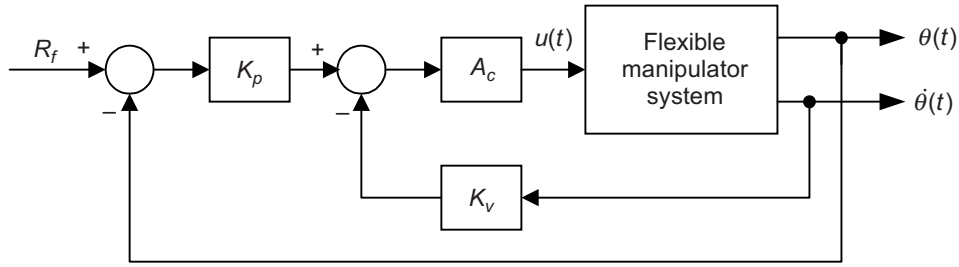 R_f
+
−
K_p
+
−
A_c
u(t)
Flexible
manipulator
system
θ(t)
θ̇(t)
K_v